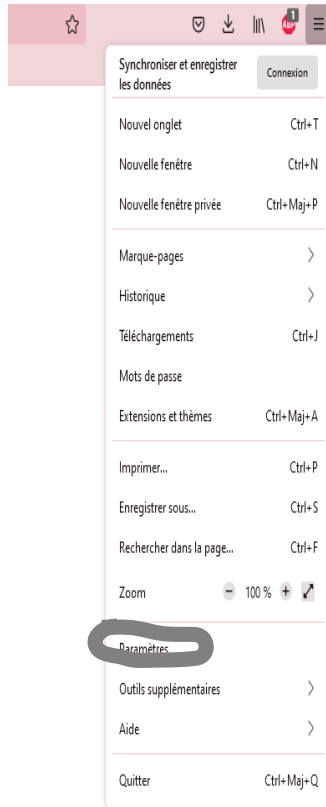 ABP 1
Synchroniser et enregistrer
les données Connexion
Nouvel onglet Ctrl+T
Nouvelle fenêtre Ctrl+N
Nouvelle fenêtre privée Ctrl+Maj+P
Marque-pages
Historique
Téléchargements Ctrl+J
Mots de passe
Extensions et thèmes Ctrl+Maj+A
Imprimer... Ctrl+P
Enregistrer sous... Ctrl+S
Rechercher dans la page... Ctrl+F
Zoom − 100 % +
Paramètres
Outils supplémentaires
Aide
Quitter Ctrl+Maj+Q